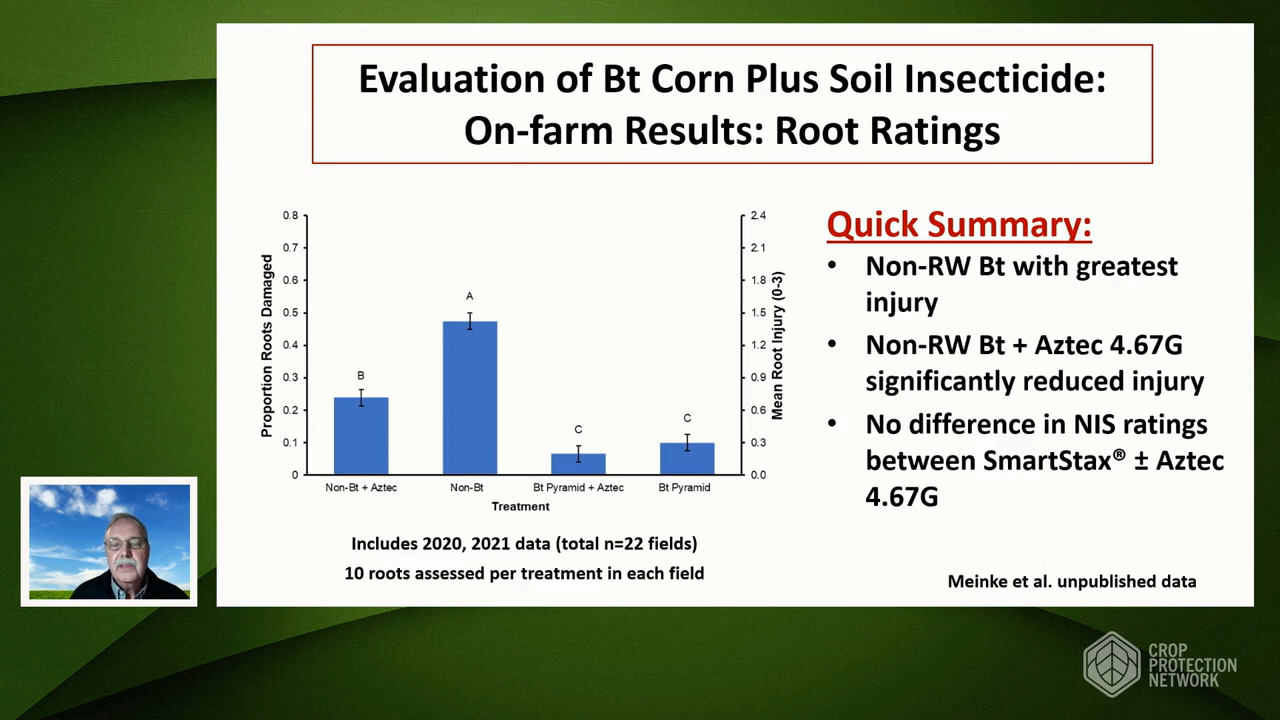 Evaluation of Bt Corn Plus Soil Insecticide:
On-farm Results: Root Ratings
Proportion Roots Damaged
0.8
0.7
0.6
0.5
0.4
0.3
0.2
0.1
0
B
A
C
C
2.4
2.1
1.8
1.5
1.2
0.9
0.6
0.3
0.0
Mean Root Injury (0-3)
Non-Bt + Aztec
Non-Bt
Bt Pyramid + Aztec
Bt Pyramid
Treatment
Includes 2020, 2021 data (total n=22 fields)
10 roots assessed per treatment in each field
Quick Summary:
• Non-RW Bt with greatest
injury
• Non-RW Bt + Aztec 4.67G
significantly reduced injury
• No difference in NIS ratings
between SmartStax® ± Aztec
4.67G
Meinke et al. unpublished data
CROP
PROTECTION
NETWORK